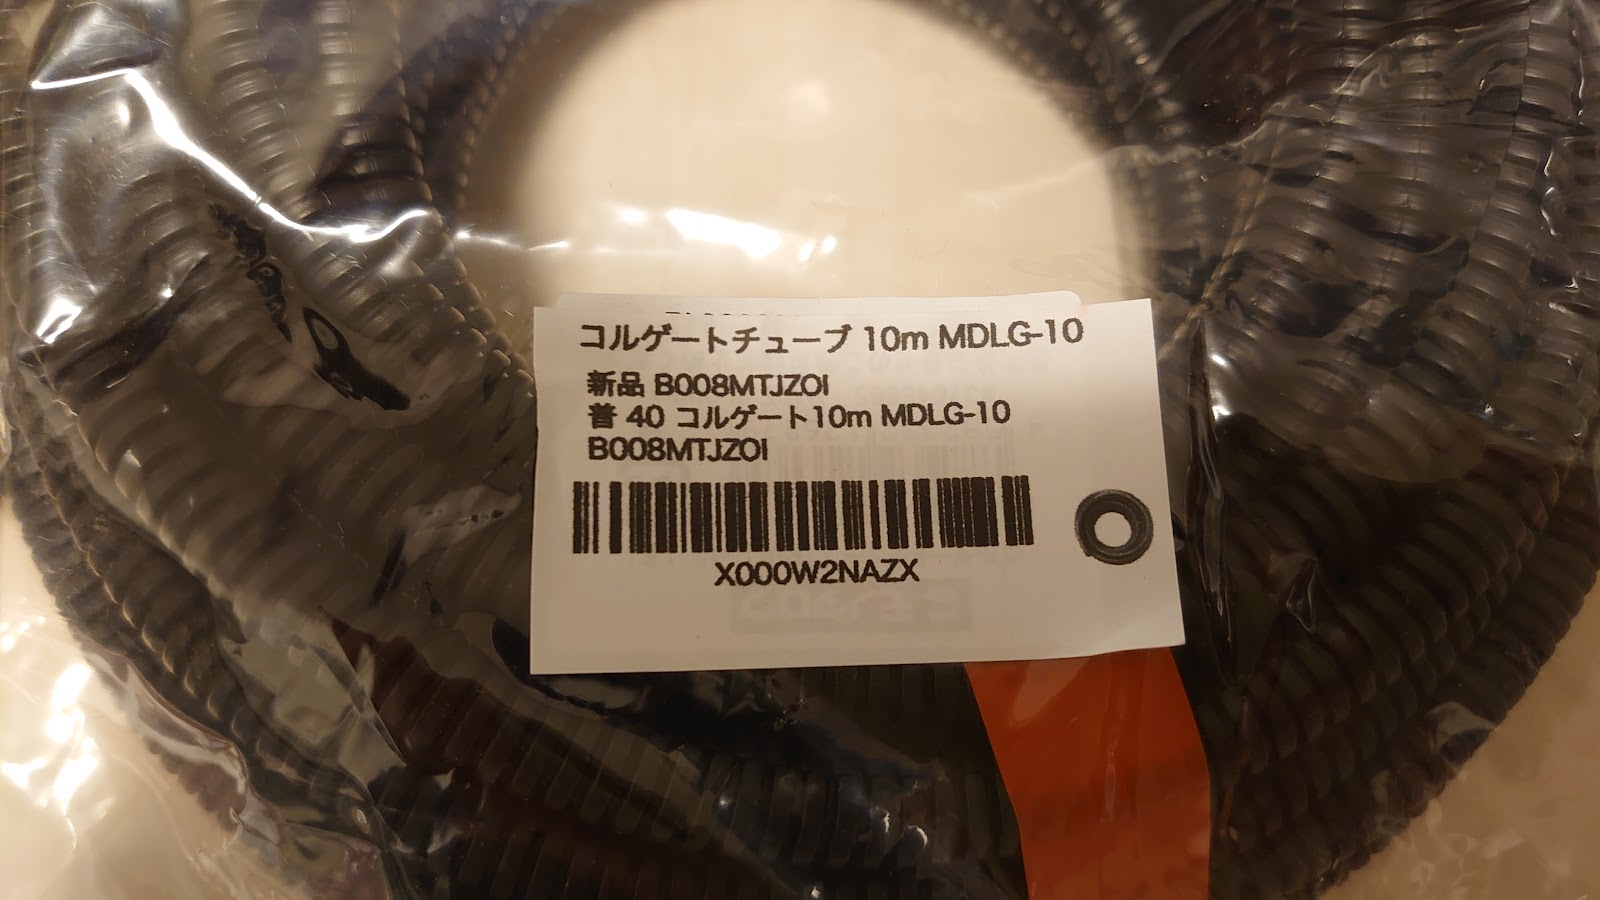 コルゲートチューブ 10m MDLG-10
新品 B008MTJZOI
普 40 コルゲート10m MDLG-10
B008MTJZOI
X000W2NAZX